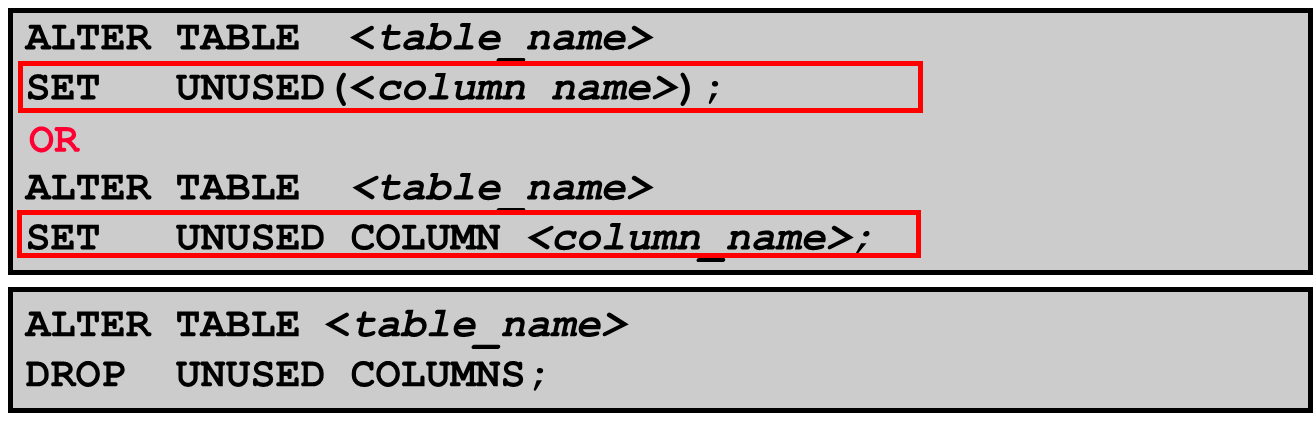 ALTER TABLE <table_name>
SET UNUSED(<column name>);
OR
ALTER TABLE <table_name>
SET UNUSED COLUMN <column_name>;
ALTER TABLE <table_name>
DROP UNUSED COLUMNS;